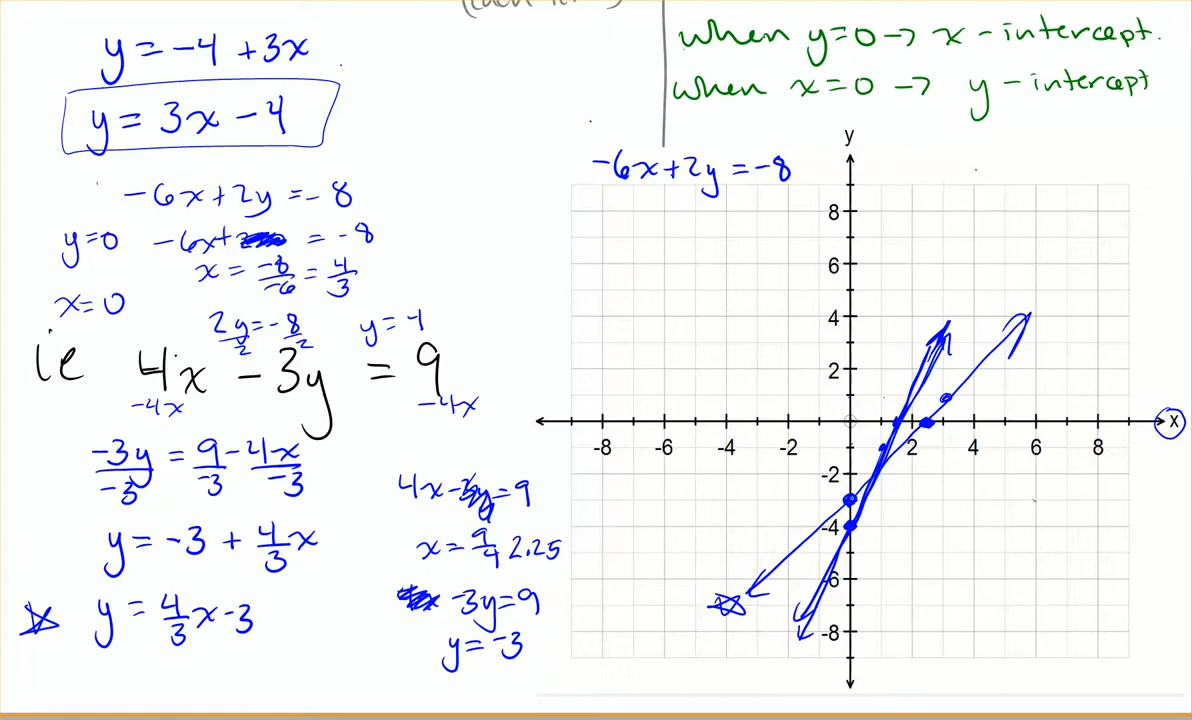 y = -4 + 3x
y = 3x - 4
-6x + 2y = -8
y=0 -6x + = -8
x = -8/-6 = 4/3
x=0
2y/2 = -8/2 y = -4
ie 4x - 3y = 9
-4x -4x
-3y/-3 = 9/-3 - 4x/-3
y = -3 + 4/3 x
y = 4/3 x - 3
4x - 3y = 9
x = 9/4 2.25
-3y = 9
y = -3
when y=0 → x - intercept.
when x=0 → y - intercept
-6x + 2y = -8
y
8
6
4
2
-8 -6 -4 -2 2 4 6 8 x
-2
-4
-6
-8